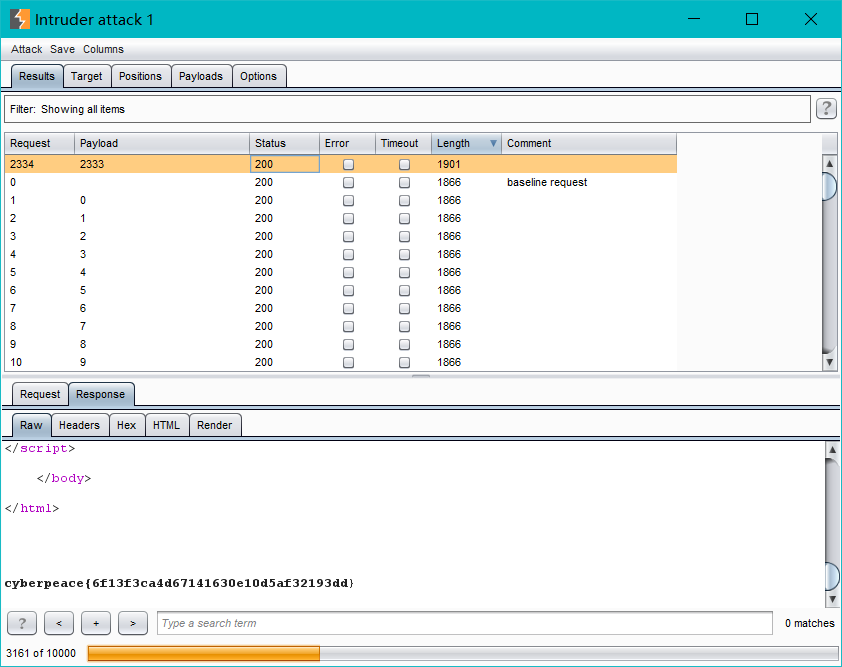 Intruder attack 1
Attack Save Columns
Results Target Positions Payloads Options
Filter: Showing all items ?
Request Payload Status Error Timeout Length Comment
2334 2333 200 1901
0 200 1866 baseline request
1 0 200 1866
2 1 200 1866
3 2 200 1866
4 3 200 1866
5 4 200 1866
6 5 200 1866
7 6 200 1866
8 7 200 1866
9 8 200 1866
10 9 200 1866
Request Response
Raw Headers Hex HTML Render
</script>
</body>
</html>
cyberpeace{6f13f3ca4d67141630e10d5af32193dd}
? < + > Type a search term 0 matches
3161 of 10000